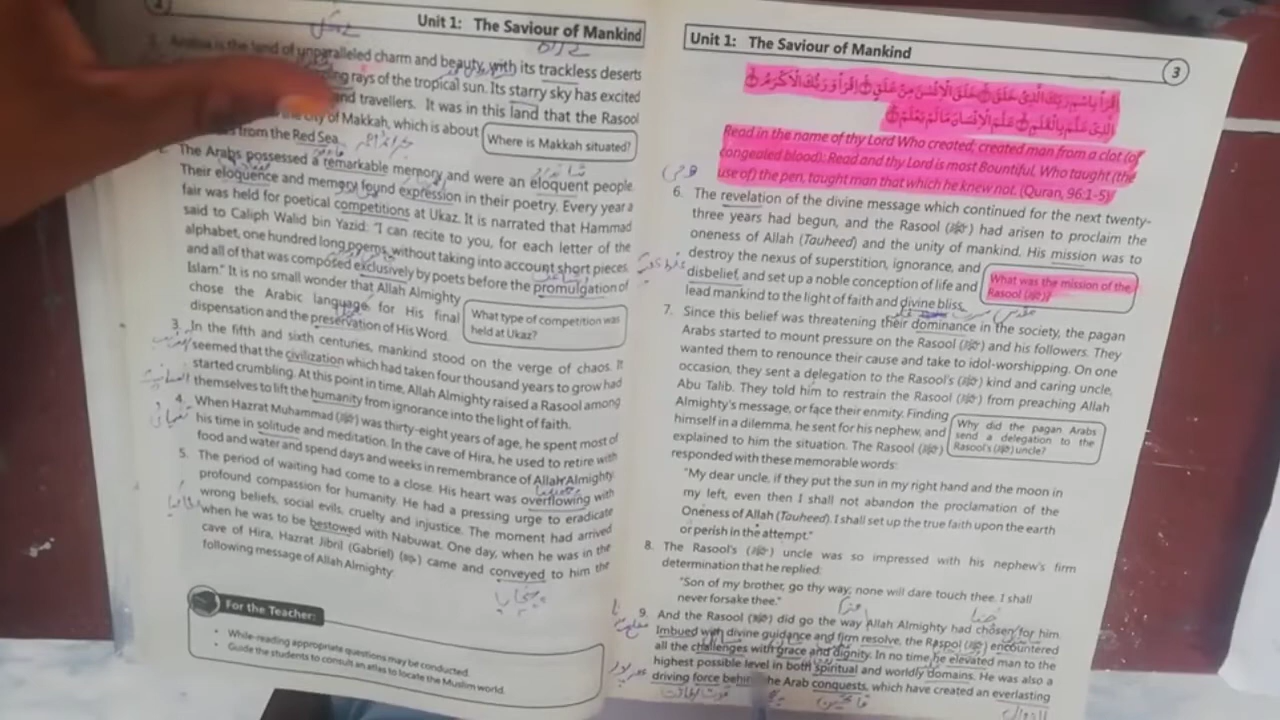 2
Unit 1: The Saviour of Mankind
Arabia is the land of unparalleled charm and beauty, with its trackless deserts
rays of the tropical sun. Its starry sky has excited
and travellers. It was in this land that the Rasool
city of Makkah, which is about
from the Red Sea.
Where is Makkah situated?
The Arabs possessed a remarkable memory and were an eloquent people.
Their eloquence and memory found expression in their poetry. Every year a
fair was held for poetical competitions at Ukaz. It is narrated that Hammad
said to Caliph Walid bin Yazid: "I can recite to you, for each letter of the
alphabet, one hundred long poems, without taking into account short pieces,
and all of that was composed exclusively by poets before the promulgation of
Islam." It is no small wonder that Allah Almighty
chose the Arabic language for His final
dispensation and the preservation of His Word.
What type of competition was
held at Ukaz?
3. In the fifth and sixth centuries, mankind stood on the verge of chaos. It
seemed that the civilization which had taken four thousand years to grow had
started crumbling. At this point in time, Allah Almighty raised a Rasool among
themselves to lift the humanity from ignorance into the light of faith.
4. When Hazrat Muhammad (ﷺ) was thirty-eight years of age, he spent most of
his time in solitude and meditation. In the cave of Hira, he used to retire with
food and water and spend days and weeks in remembrance of Allah Almighty.
5. The period of waiting had come to a close. His heart was overflowing with
profound compassion for humanity. He had a pressing urge to eradicate
wrong beliefs, social evils, cruelty and injustice. The moment had arrived
when he was to be bestowed with Nabuwat. One day, when he was in the
cave of Hira, Hazrat Jibril (Gabriel) came and conveyed to him the
following message of Allah Almighty:
For the Teacher:
• While-reading appropriate questions may be conducted.
• Guide the students to consult an atlas to locate the Muslim world.
Unit 1: The Saviour of Mankind
3
اِقْرَاْ بِاسْمِ رَبِّكَ الَّذِیْ خَلَقَ خَلَقَ الْاِنْسَانَ مِنْ عَلَقٍ اِقْرَاْ وَ رَبُّكَ الْاَكْرَمُ
الَّذِیْ عَلَّمَ بِالْقَلَمِ عَلَّمَ الْاِنْسَانَ مَا لَمْ یَعْلَمْ
Read in the name of thy Lord Who created; created man from a clot (of
congealed blood): Read and thy Lord is most Bountiful, Who taught (the
use of) the pen, taught man that which he knew not. (Quran, 96:1-5)
6. The revelation of the divine message which continued for the next twenty-
three years had begun, and the Rasool (ﷺ) had arisen to proclaim the
oneness of Allah (Tauheed) and the unity of mankind. His mission was to
destroy the nexus of superstition, ignorance, and
disbelief, and set up a noble conception of life and
lead mankind to the light of faith and divine bliss.
What was the mission of the
Rasool (ﷺ)?
7. Since this belief was threatening their dominance in the society, the pagan
Arabs started to mount pressure on the Rasool (ﷺ) and his followers. They
wanted them to renounce their cause and take to idol-worshipping. On one
occasion, they sent a delegation to the Rasool's (ﷺ) kind and caring uncle,
Abu Talib. They told him to restrain the Rasool (ﷺ) from preaching Allah
Almighty's message, or face their enmity. Finding
himself in a dilemma, he sent for his nephew, and
explained to him the situation. The Rasool (ﷺ)
responded with these memorable words:
Why did the pagan Arabs
send a delegation to the
Rasool's (ﷺ) uncle?
"My dear uncle, if they put the sun in my right hand and the moon in
my left, even then I shall not abandon the proclamation of the
Oneness of Allah (Tauheed). I shall set up the true faith upon the earth
or perish in the attempt."
8. The Rasool's (ﷺ) uncle was so impressed with his nephew's firm
determination that he replied:
"Son of my brother, go thy way, none will dare touch thee. I shall
never forsake thee."
9. And the Rasool (ﷺ) did go the way Allah Almighty had chosen for him.
Imbued with divine guidance and firm resolve, the Rasool (ﷺ) encountered
all the challenges with grace and dignity. In no time he elevated man to the
highest possible level in both spiritual and worldly domains. He was also a
driving force behind the Arab conquests, which have created an everlasting